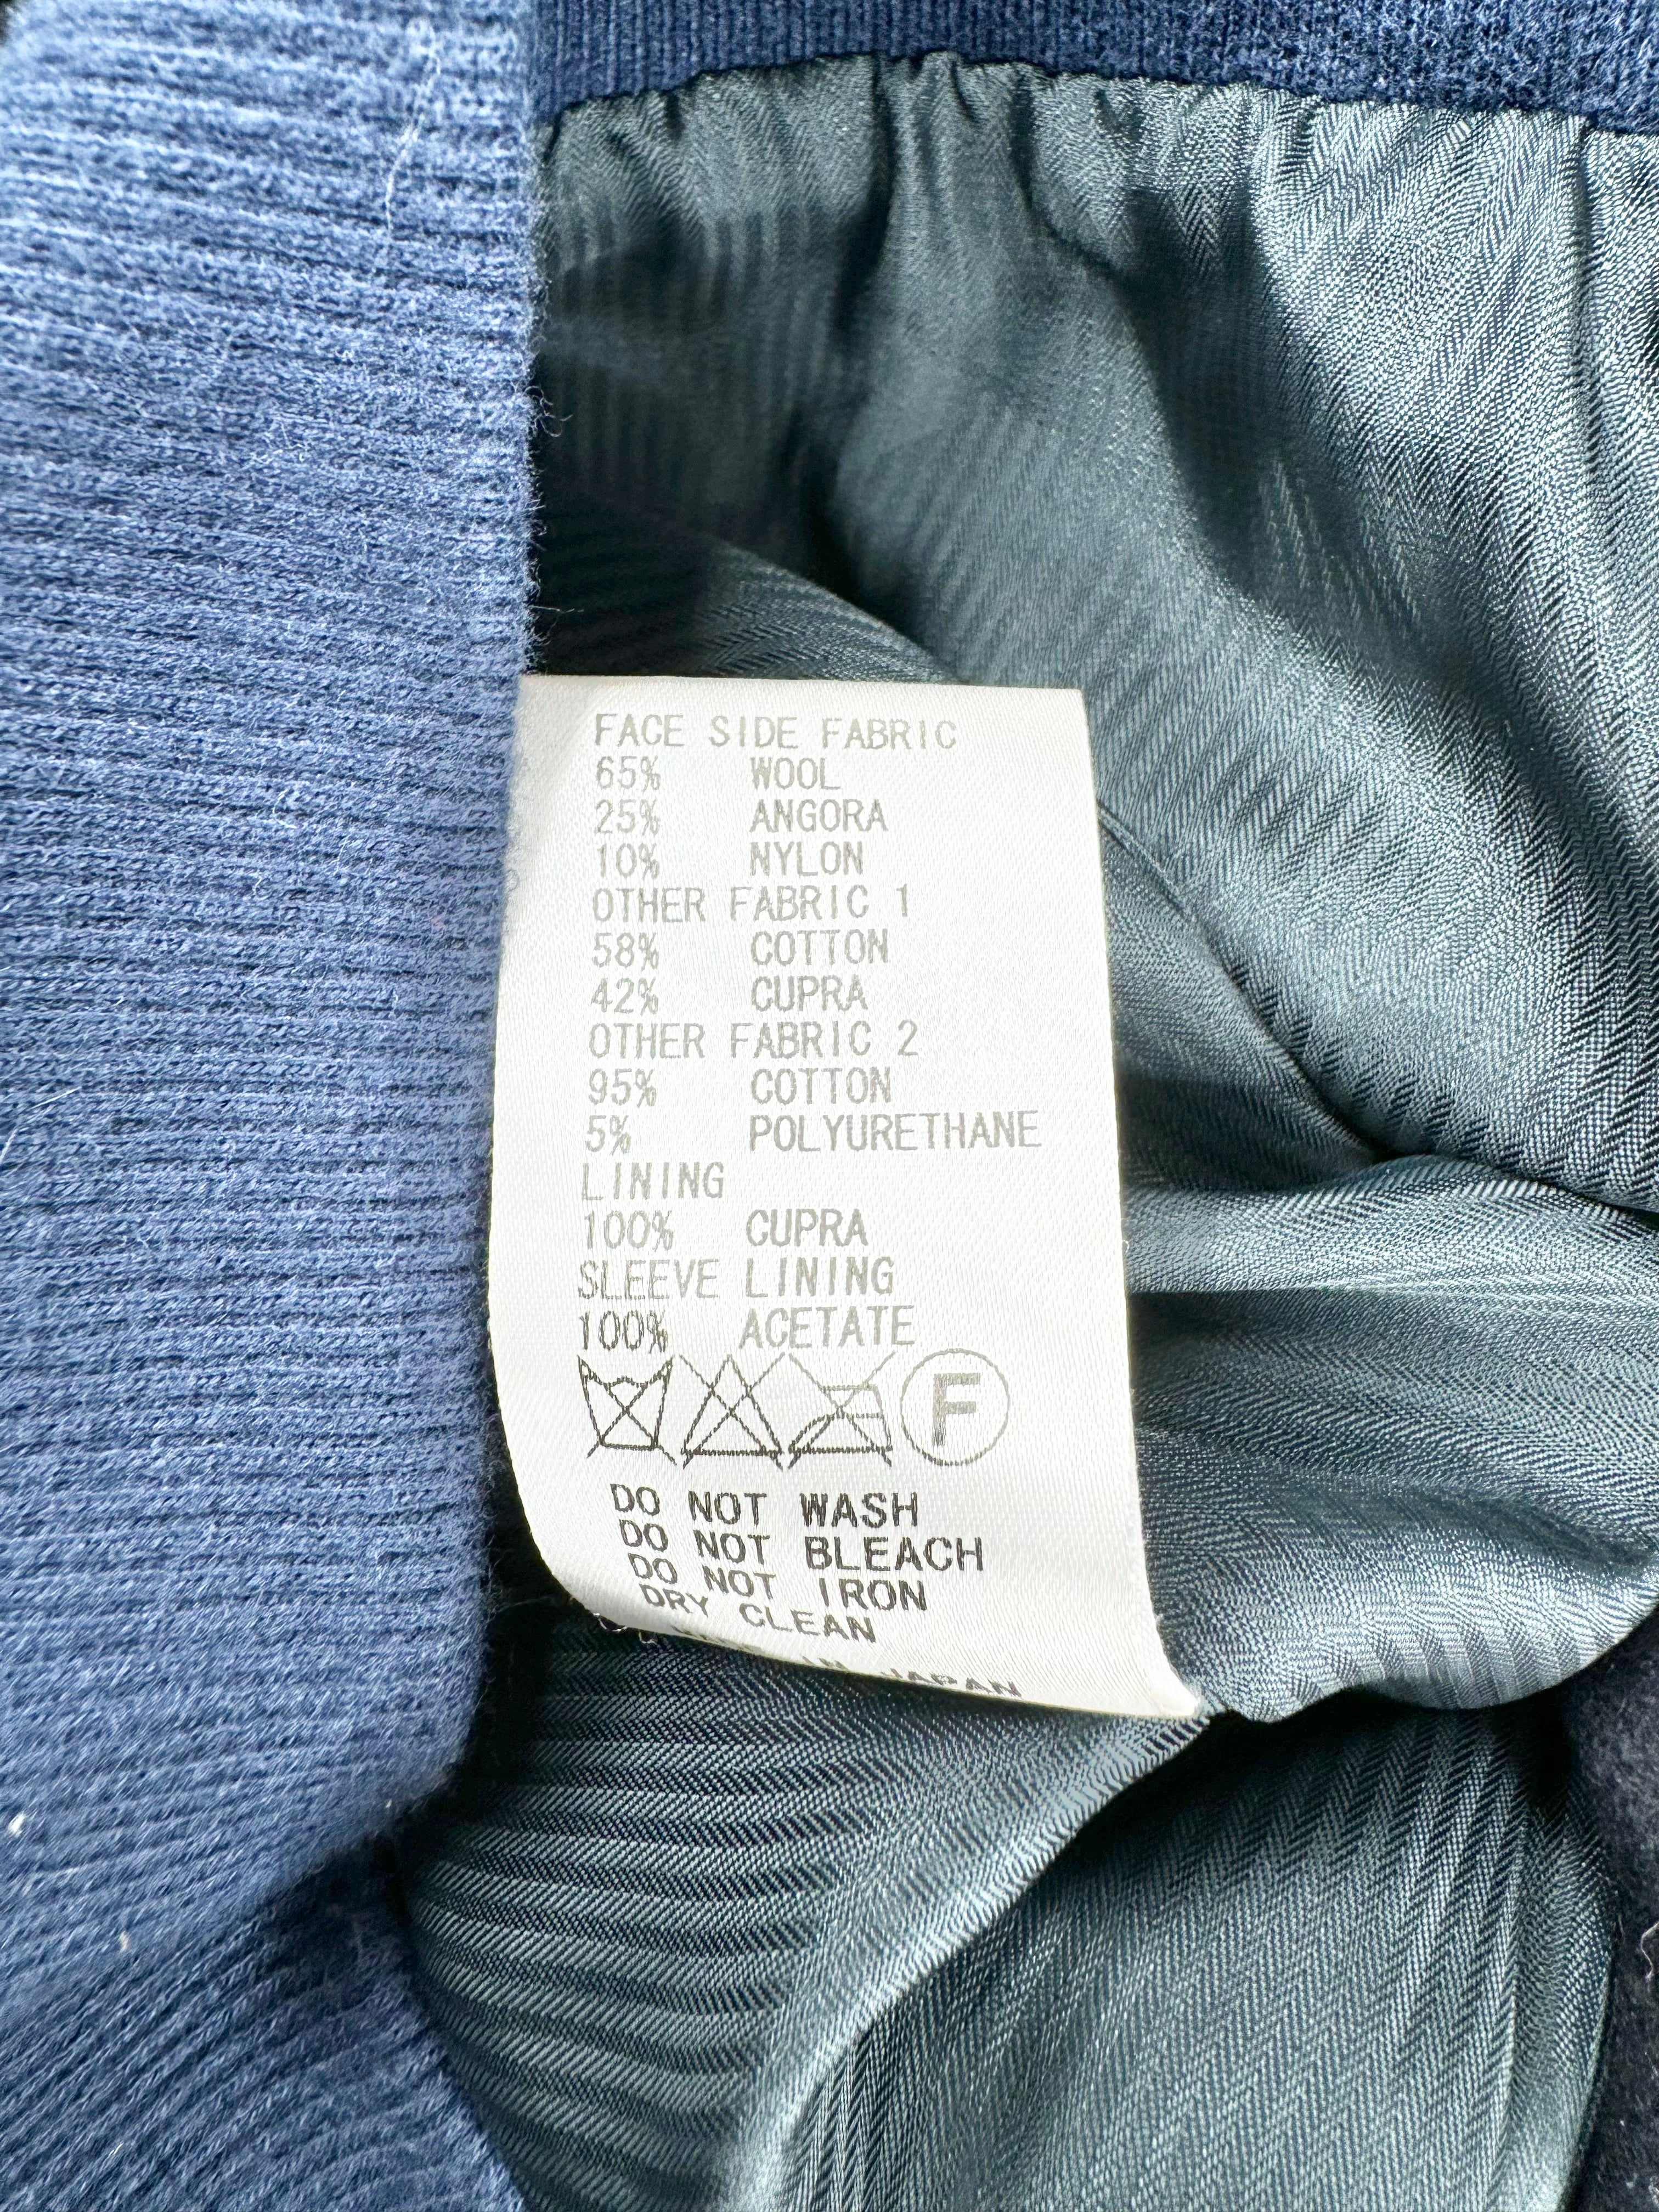 FACE SIDE FABRIC
65% WOOL
25% ANGORA
10% NYLON
OTHER FABRIC 1
58% COTTON
42% CUPRA
OTHER FABRIC 2
95% COTTON
5% POLYURETHANE
LINING
100% CUPRA
SLEEVE LINING
100% ACETATE
F
DO NOT WASH
DO NOT BLEACH
DO NOT IRON
DRY CLEAN
IN JAPAN